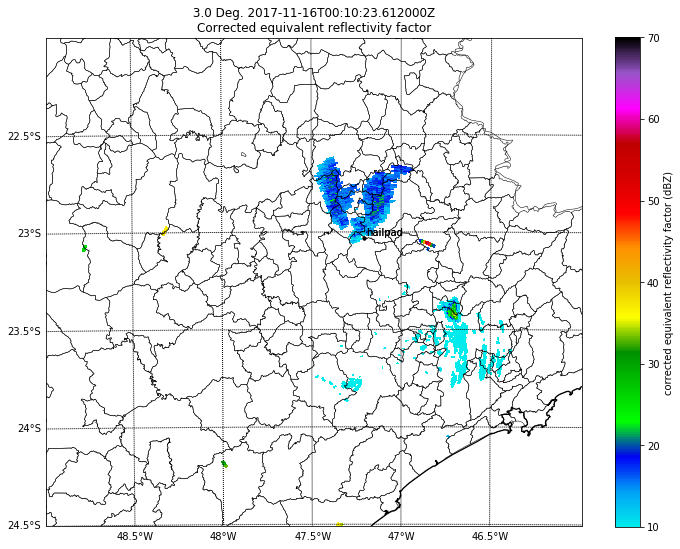 3.0 Deg. 2017-11-16T00:10:23.612000Z
Corrected equivalent reflectivity factor
22.5°S
23°S
23.5°S
24°S
24.5°S
hailpad
48.5°W
48°W
47.5°W
47°W
46.5°W
70
60
50
40
30
20
10
corrected equivalent reflectivity factor (dBZ)